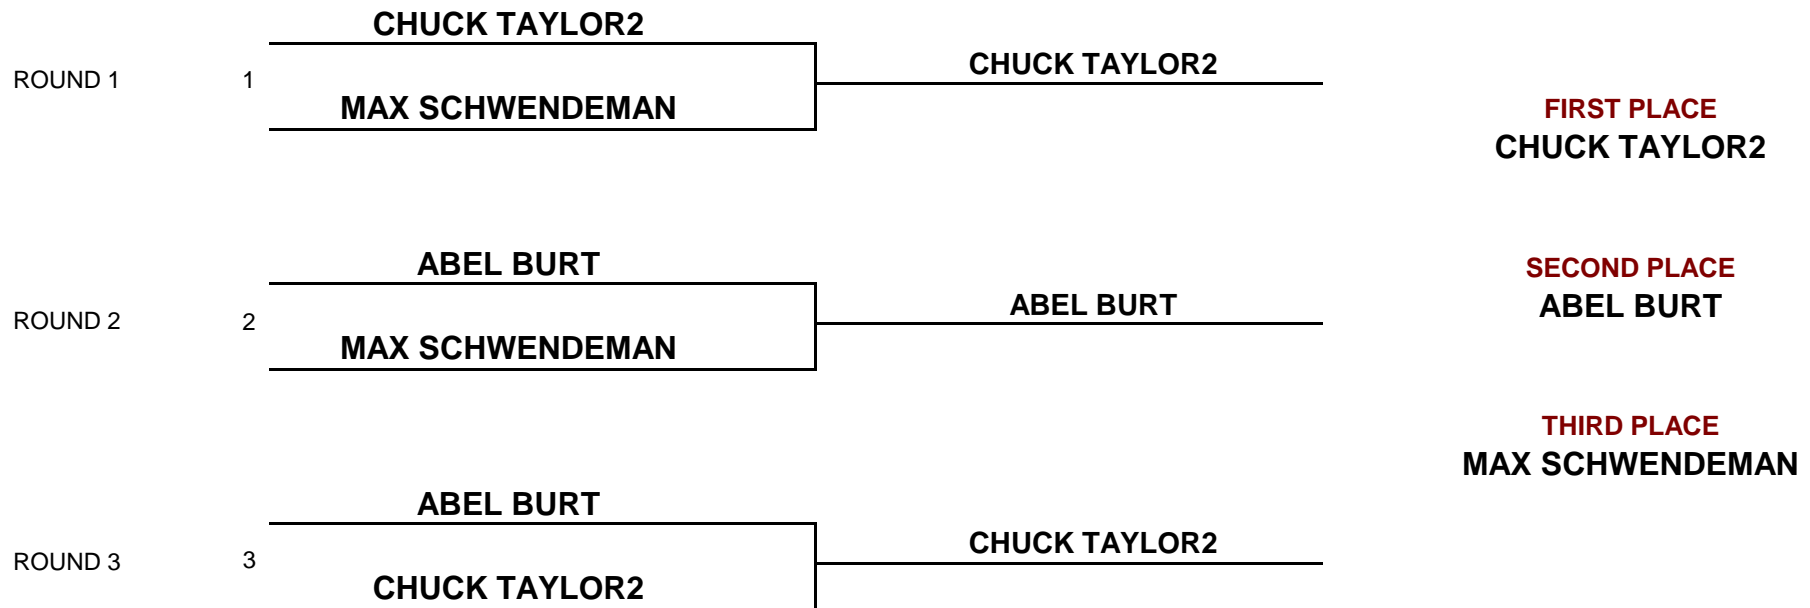 CHUCK TAYLOR2
ROUND 1 1 CHUCK TAYLOR2
MAX SCHWENDEMAN
FIRST PLACE
CHUCK TAYLOR2
ABEL BURT
ROUND 2 2 ABEL BURT
MAX SCHWENDEMAN
SECOND PLACE
ABEL BURT
THIRD PLACE
MAX SCHWENDEMAN
ABEL BURT
ROUND 3 3 CHUCK TAYLOR2
CHUCK TAYLOR2